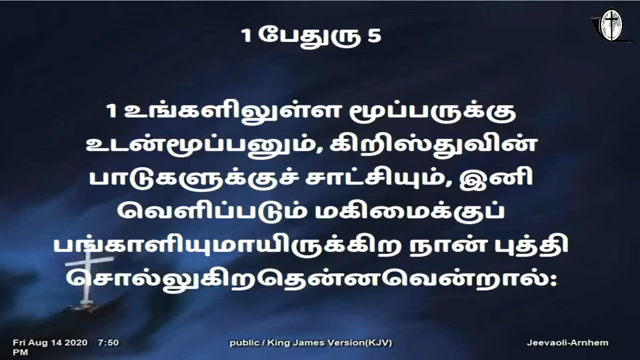 1 பேதுரு 5
1 உங்களிலுள்ள மூப்பருக்கு
உடன்மூப்பனும், கிறிஸ்துவின்
பாடுகளுக்குச் சாட்சியும், இனி
வெளிப்படும் மகிமைக்குப்
பங்காளியுமாயிருக்கிற நான் புத்தி
சொல்லுகிறதென்னவென்றால்:
Fri Aug 14 2020 7:50
PM
public / King James Version(KJV)
Jeevaoli-Arnhem